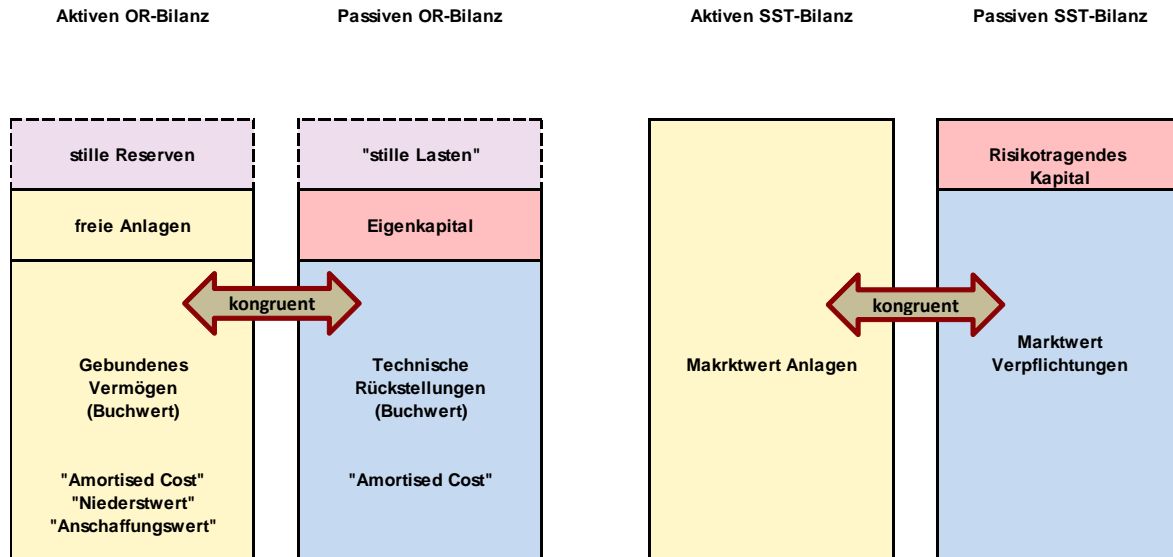 Aktiven OR-Bilanz
Passiven OR-Bilanz
Aktiven SST-Bilanz
Passiven SST-Bilanz
stille Reserven
"stille Lasten"
Risikotragendes
Kapital
freie Anlagen
Eigenkapital
kongruent
kongruent
Gebundenes
Vermögen
(Buchwert)
Technische
Rückstellungen
(Buchwert)
Makrktwert Anlagen
Marktwert
Verpflichtungen
"Amortised Cost"
"Niederstwert"
"Anschaffungswert"
"Amortised Cost"